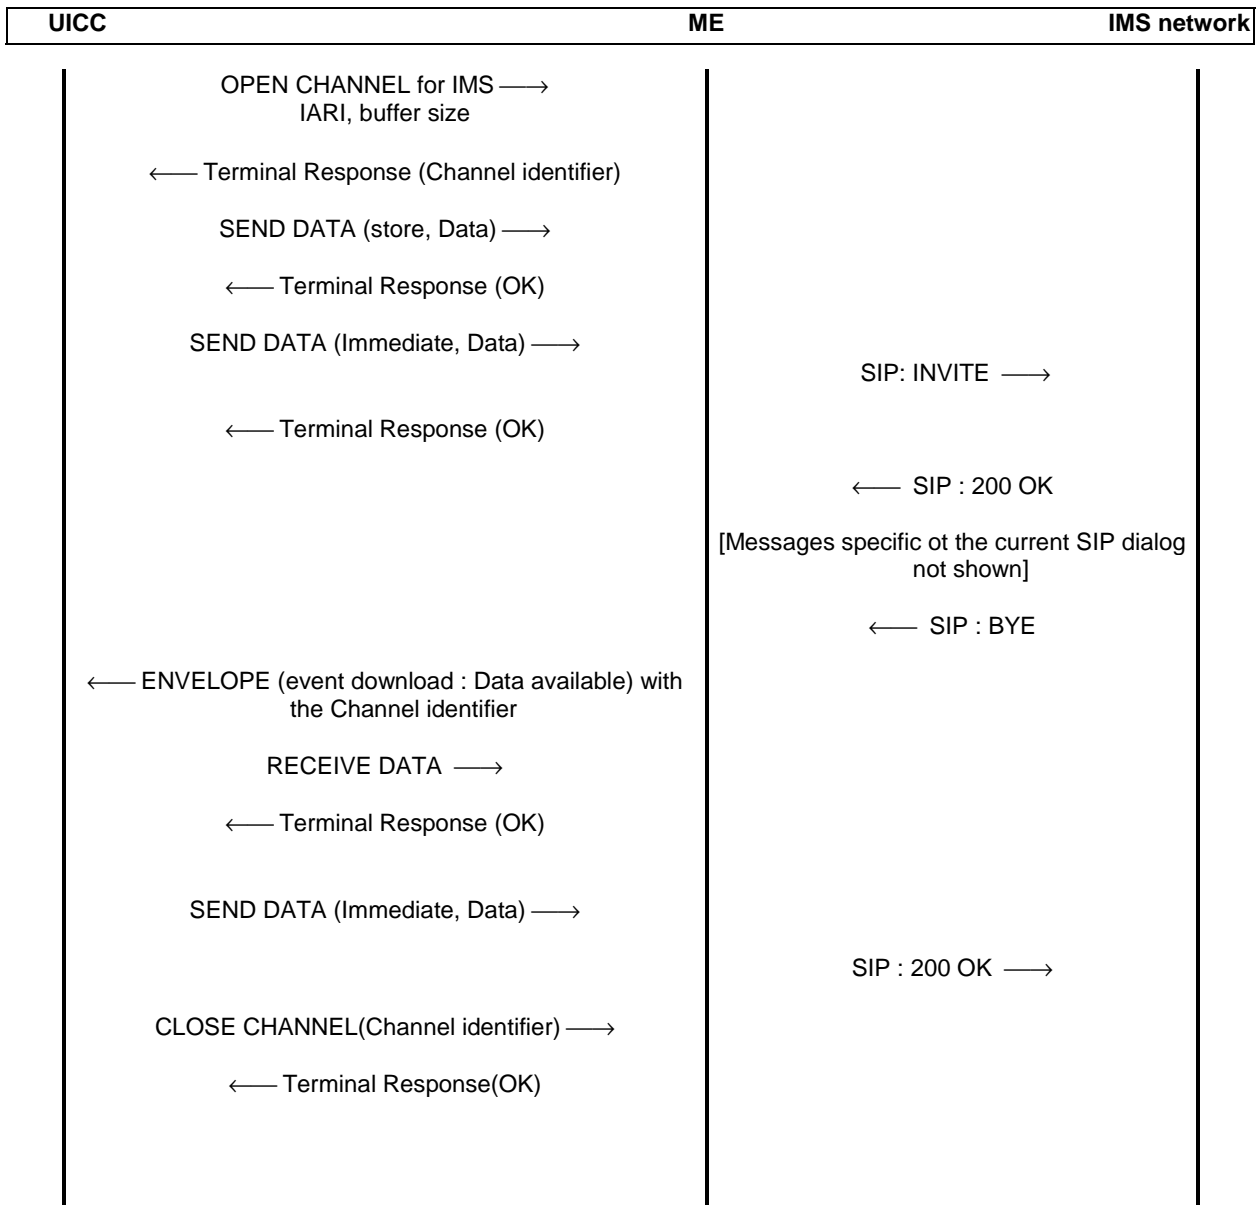 UICC ME IMS network
OPEN CHANNEL for IMS ⟶
IARI, buffer size
⟵ Terminal Response (Channel identifier)
SEND DATA (store, Data) ⟶
⟵ Terminal Response (OK)
SEND DATA (Immediate, Data) ⟶
SIP: INVITE ⟶
⟵ Terminal Response (OK)
⟵ SIP : 200 OK
[Messages specific ot the current SIP dialog
not shown]
⟵ SIP : BYE
⟵ ENVELOPE (event download : Data available) with
the Channel identifier
RECEIVE DATA ⟶
⟵ Terminal Response (OK)
SEND DATA (Immediate, Data) ⟶
SIP : 200 OK ⟶
CLOSE CHANNEL(Channel identifier) ⟶
⟵ Terminal Response(OK)